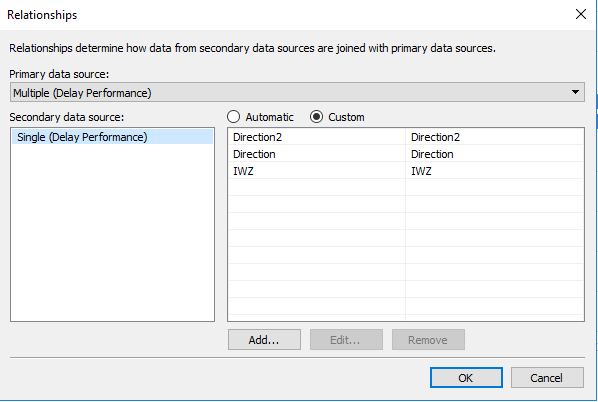 Relationships
Relationships determine how data from secondary data sources are joined with primary data sources.
Primary data source:
Multiple (Delay Performance)
Secondary data source:
Automatic
Custom
Single (Delay Performance)
Direction2 Direction2
Direction Direction
IWZ IWZ
Add... Edit... Remove
OK Cancel